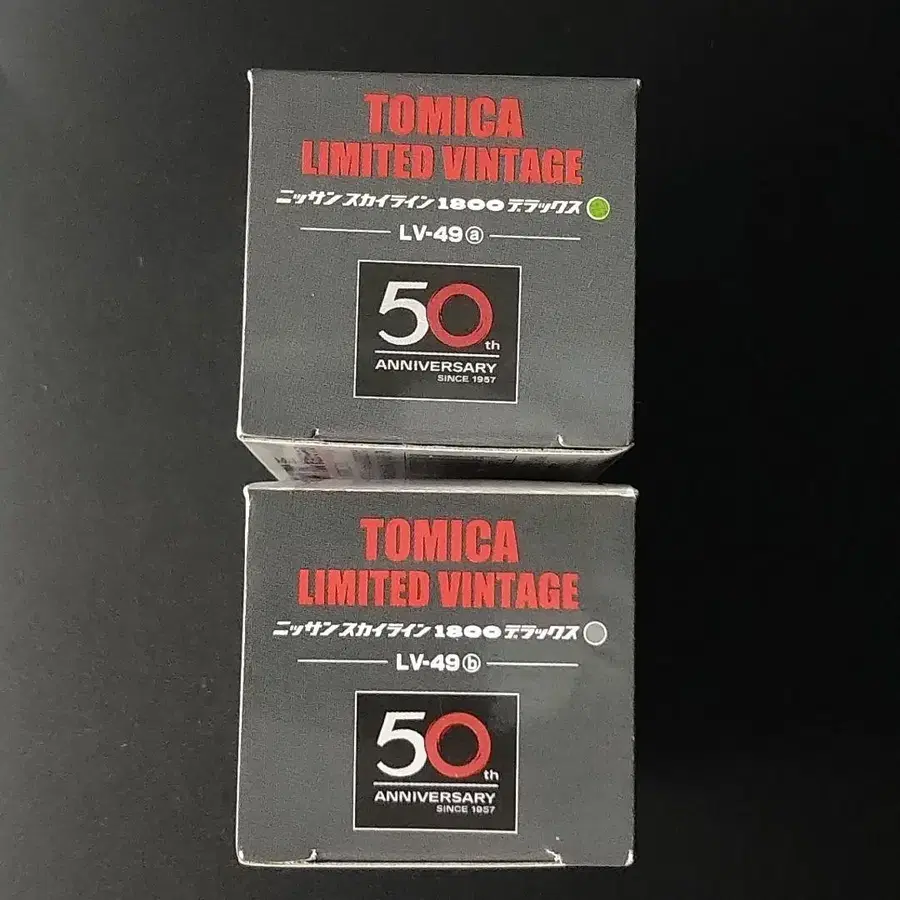 TOMICA
LIMITED VINTAGE
ニッサン スカイライン 1800 デラックス
LV-49ⓐ
50th
ANNIVERSARY
SINCE 1957
TOMICA
LIMITED VINTAGE
ニッサン スカイライン 1800 デラックス
LV-49ⓑ
50th
ANNIVERSARY
SINCE 1957